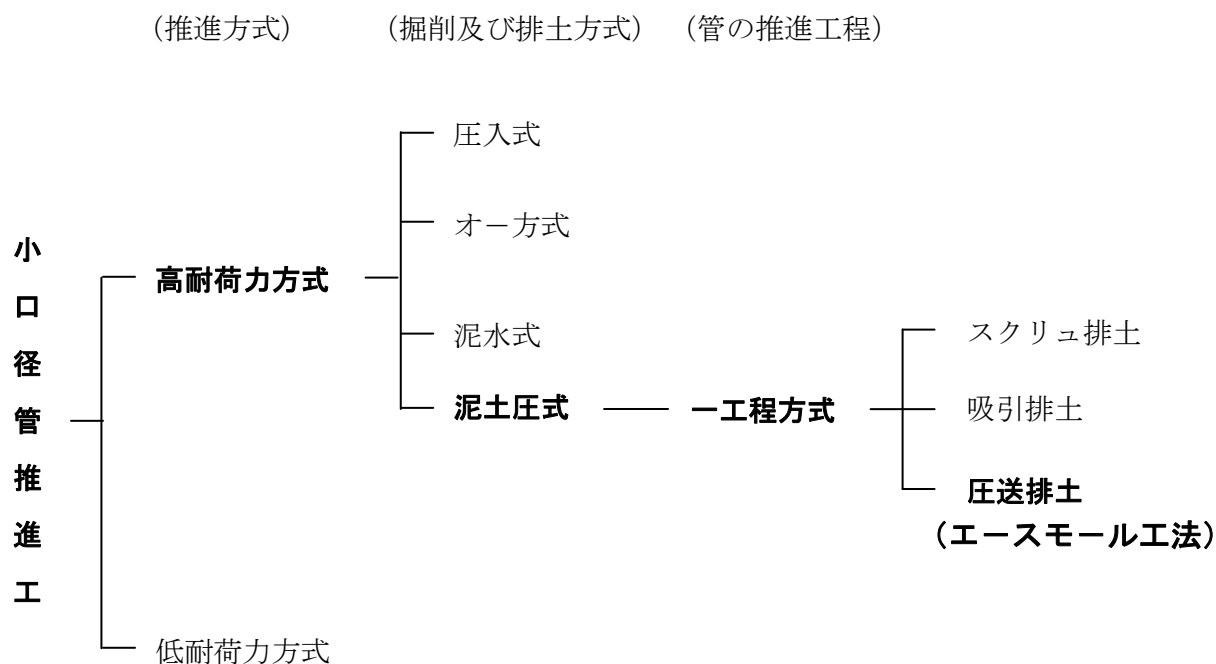 (推進方式) (掘削及び排土方式) (管の推進工程)
圧入式
オー方式
小口径管推進工
高耐荷力方式
泥水式
スクリュ排土
泥土圧式
一工程方式
吸引排土
圧送排土
(エースモール工法)
低耐荷力方式